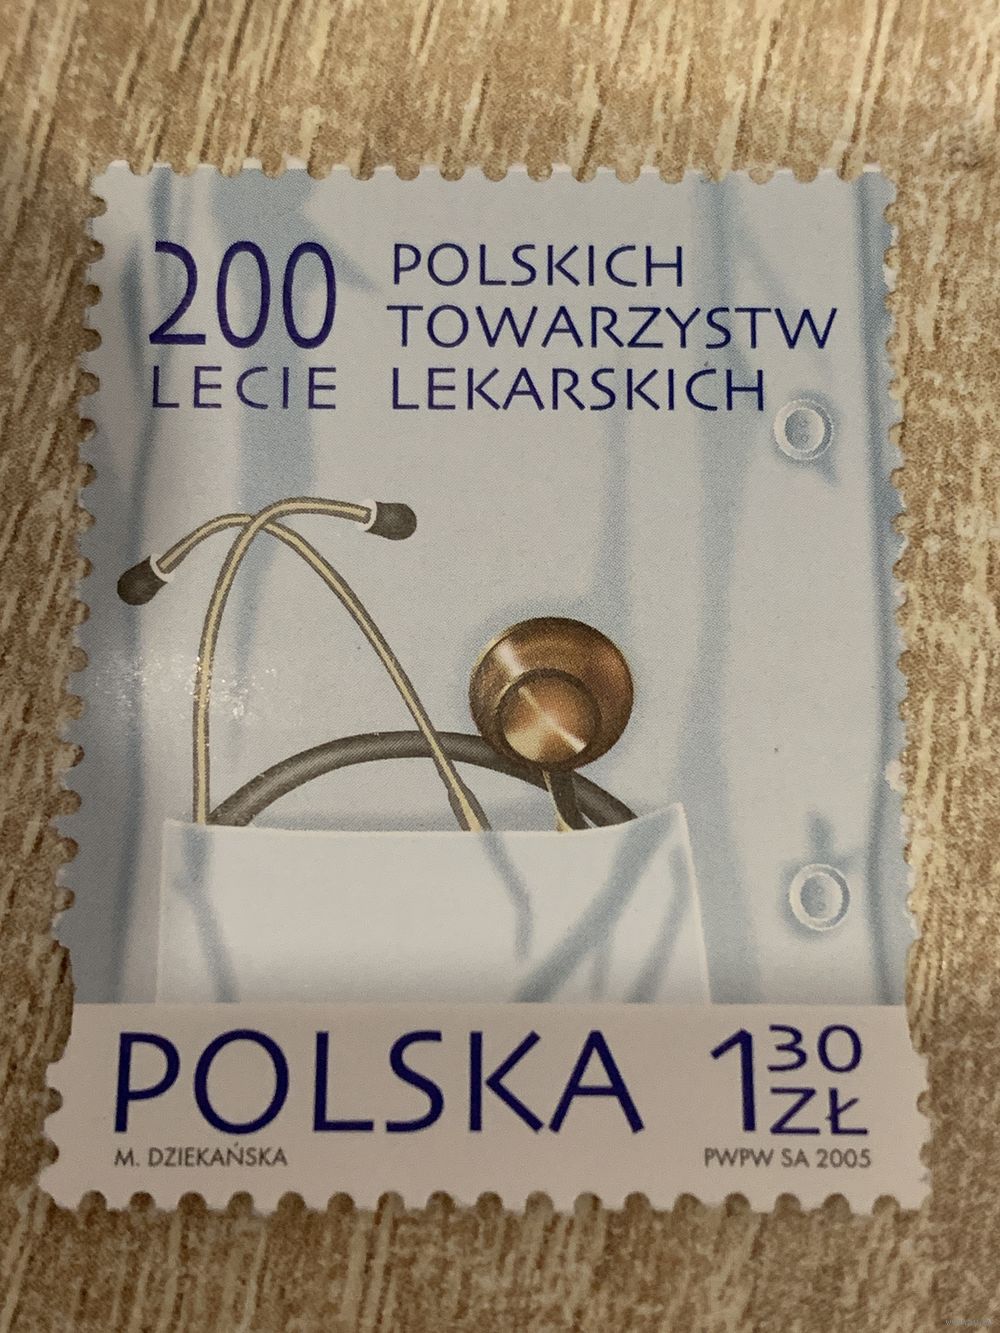 200 LECIE
POLSKICH
TOWARZYSTW
LEKARSKICH
POLSKA 1 30 ZŁ
M. DZIEKAŃSKA
PWPW SA 2005